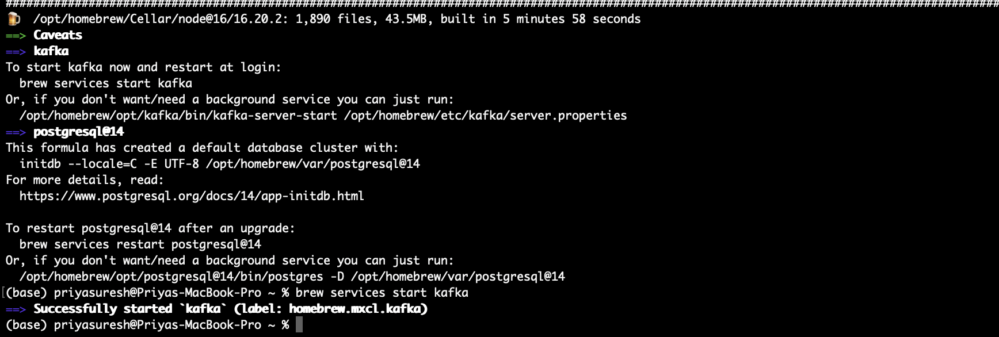 🍺  /opt/homebrew/Cellar/node@16/16.20.2: 1,890 files, 43.5MB, built in 5 minutes 58 seconds
==> Caveats
==> kafka
To start kafka now and restart at login:
  brew services start kafka
Or, if you don't want/need a background service you can just run:
  /opt/homebrew/opt/kafka/bin/kafka-server-start /opt/homebrew/etc/kafka/server.properties
==> postgresql@14
This formula has created a default database cluster with:
  initdb --locale=C -E UTF-8 /opt/homebrew/var/postgresql@14
For more details, read:
  https://www.postgresql.org/docs/14/app-initdb.html

To restart postgresql@14 after an upgrade:
  brew services restart postgresql@14
Or, if you don't want/need a background service you can just run:
  /opt/homebrew/opt/postgresql@14/bin/postgres -D /opt/homebrew/var/postgresql@14
[(base) priyasuresh@Priyas-MacBook-Pro ~ % brew services start kafka
==> Successfully started `kafka` (label: homebrew.mxcl.kafka)
(base) priyasuresh@Priyas-MacBook-Pro ~ %